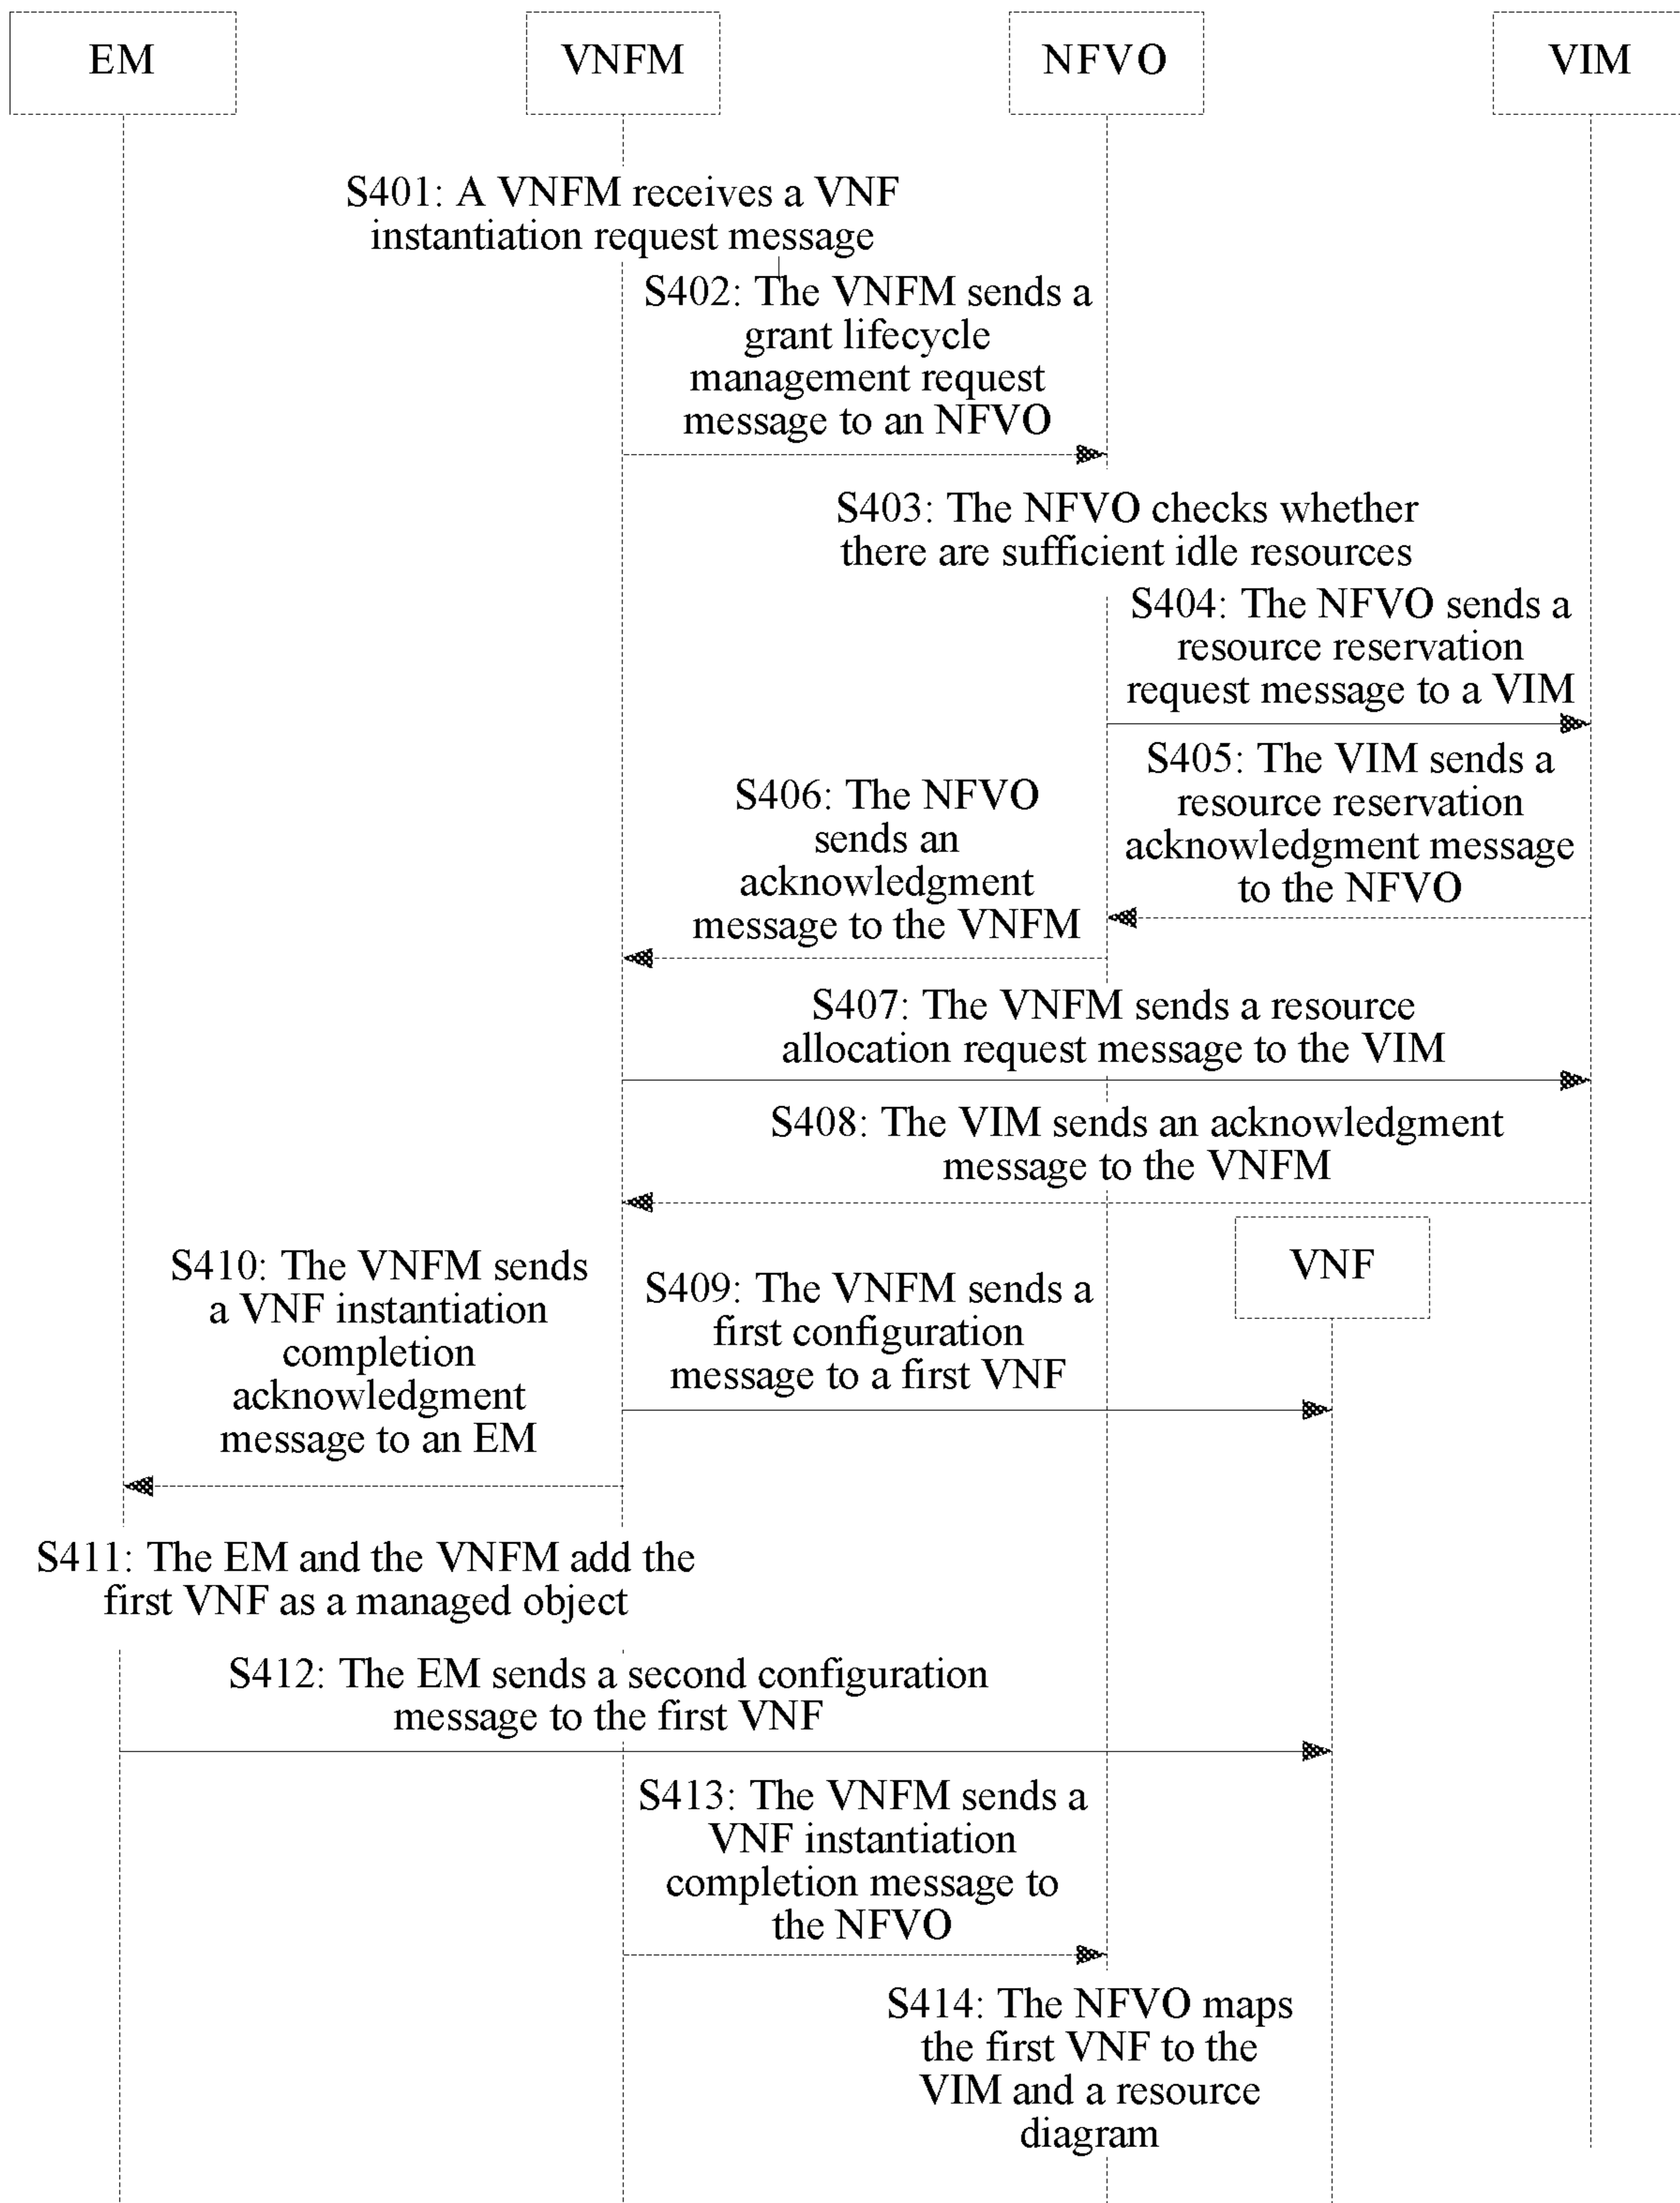 EM
VNFM
NFVO
VIM
S401: A VNFM receives a VNF
instantiation request message
S402: The VNFM sends a
grant lifecycle
management request
message to an NFVO
S403: The NFVO checks whether
there are sufficient idle resources
S404: The NFVO sends a
resource reservation
request message to a VIM
S405: The VIM sends a
resource reservation
acknowledgment message
to the NFVO
S406: The NFVO
sends an
acknowledgment
message to the VNFM
S407: The VNFM sends a resource
allocation request message to the VIM
S408: The VIM sends an acknowledgment
message to the VNFM
VNF
S409: The VNFM sends a
first configuration
message to a first VNF
S410: The VNFM sends
a VNF instantiation
completion
acknowledgment
message to an EM
S411: The EM and the VNFM add the
first VNF as a managed object
S412: The EM sends a second configuration
message to the first VNF
S413: The VNFM sends a
VNF instantiation
completion message to
the NFVO
S414: The NFVO maps
the first VNF to the
VIM and a resource
diagram